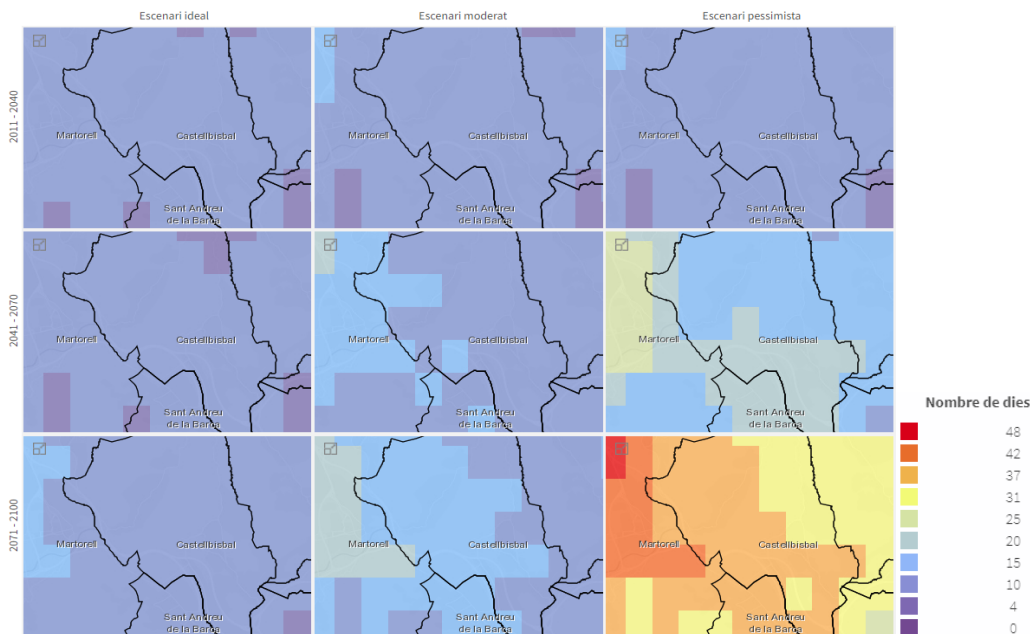 Escenari ideal
Escenari moderat
Escenari pessimista
2011 - 2040
Martorell
Castellbisbal
Sant Andreu
de la Barca
Martorell
Castellbisbal
Sant Andreu
de la Barca
Martorell
Castellbisbal
Sant Andreu
de la Barca
2041 - 2070
Martorell
Castellbisbal
Sant Andreu
de la Barca
Martorell
Castellbisbal
Sant Andreu
de la Barca
Martorell
Castellbisbal
Sant Andreu
de la Barca
2071 - 2100
Martorell
Castellbisbal
Sant Andreu
de la Barca
Martorell
Castellbisbal
Sant Andreu
de la Barca
Martorell
Castellbisbal
Sant Andreu
de la Barca
Nombre de dies
48
42
37
31
25
20
15
10
4
0